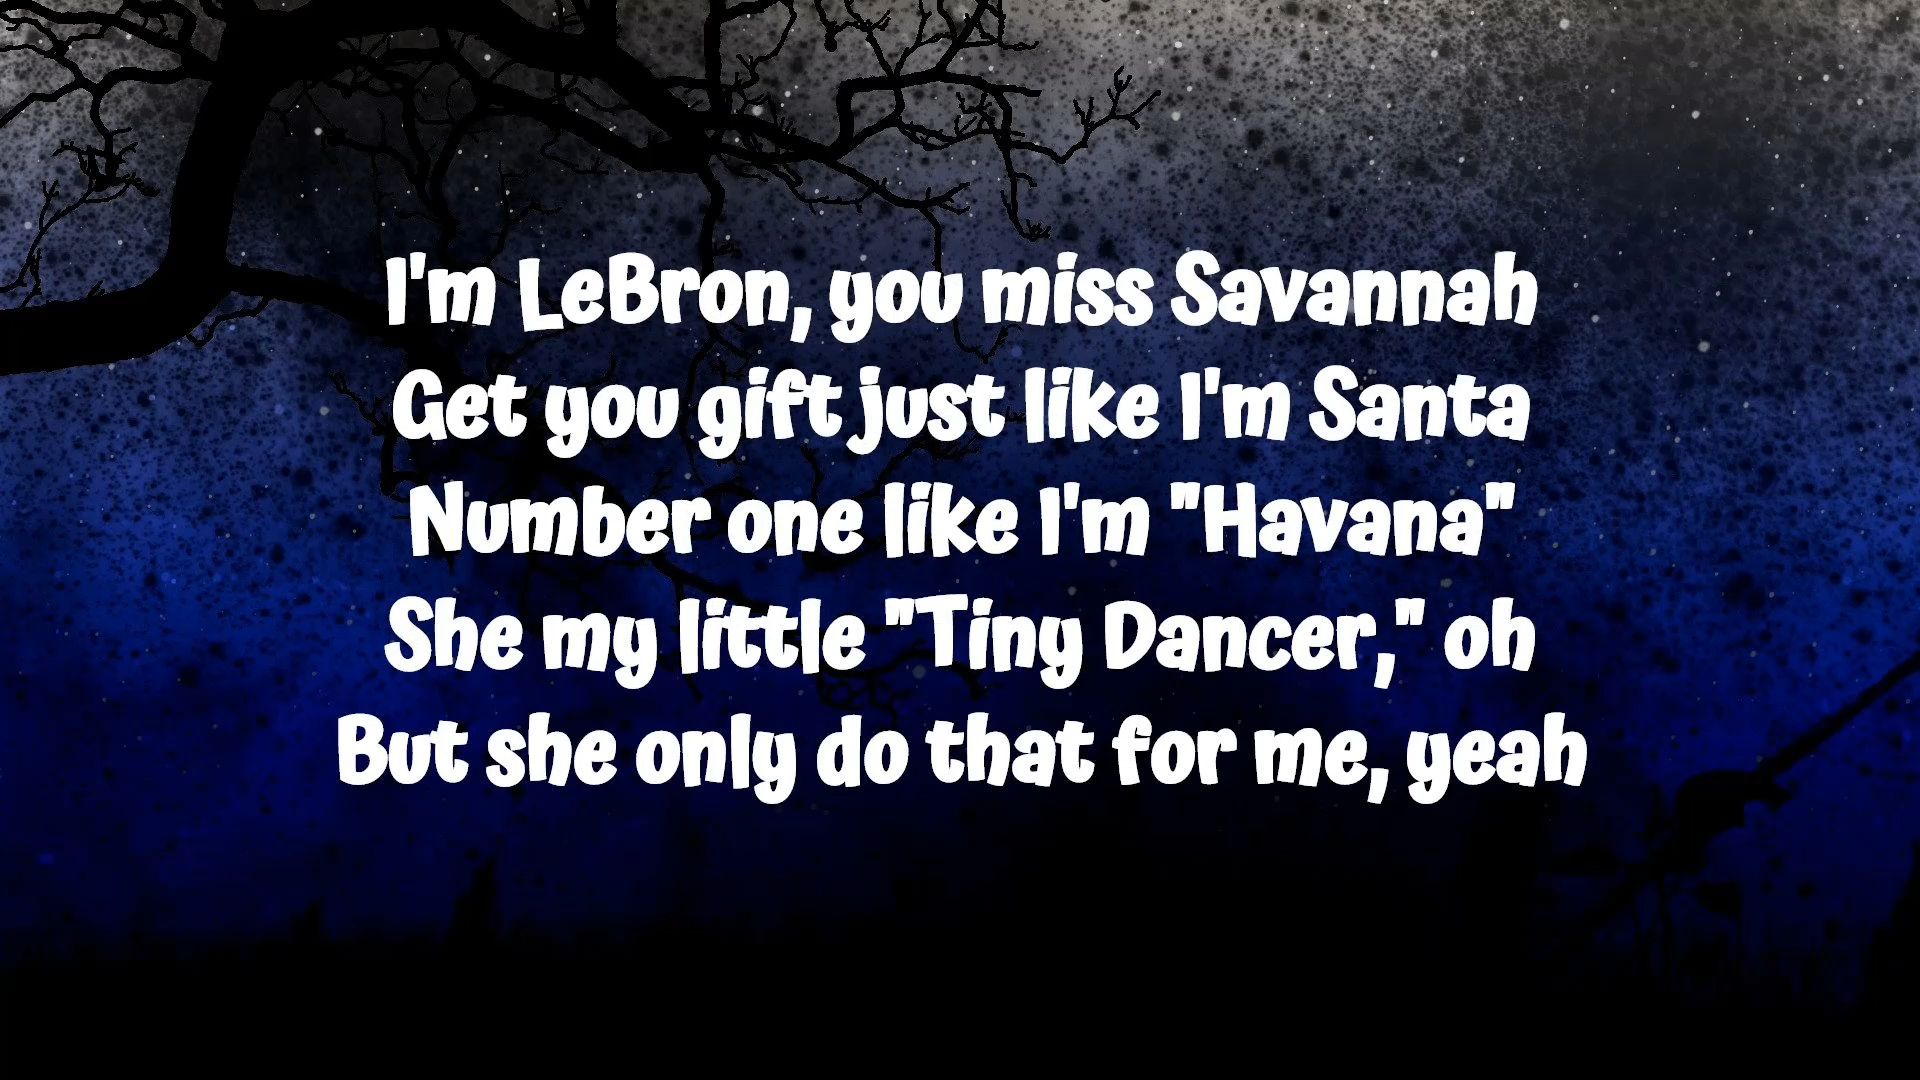 I'm LeBron, you miss Savannah
Get you gift just like I'm Santa
Number one like I'm "Havana"
She my little "Tiny Dancer," oh
But she only do that for me, yeah